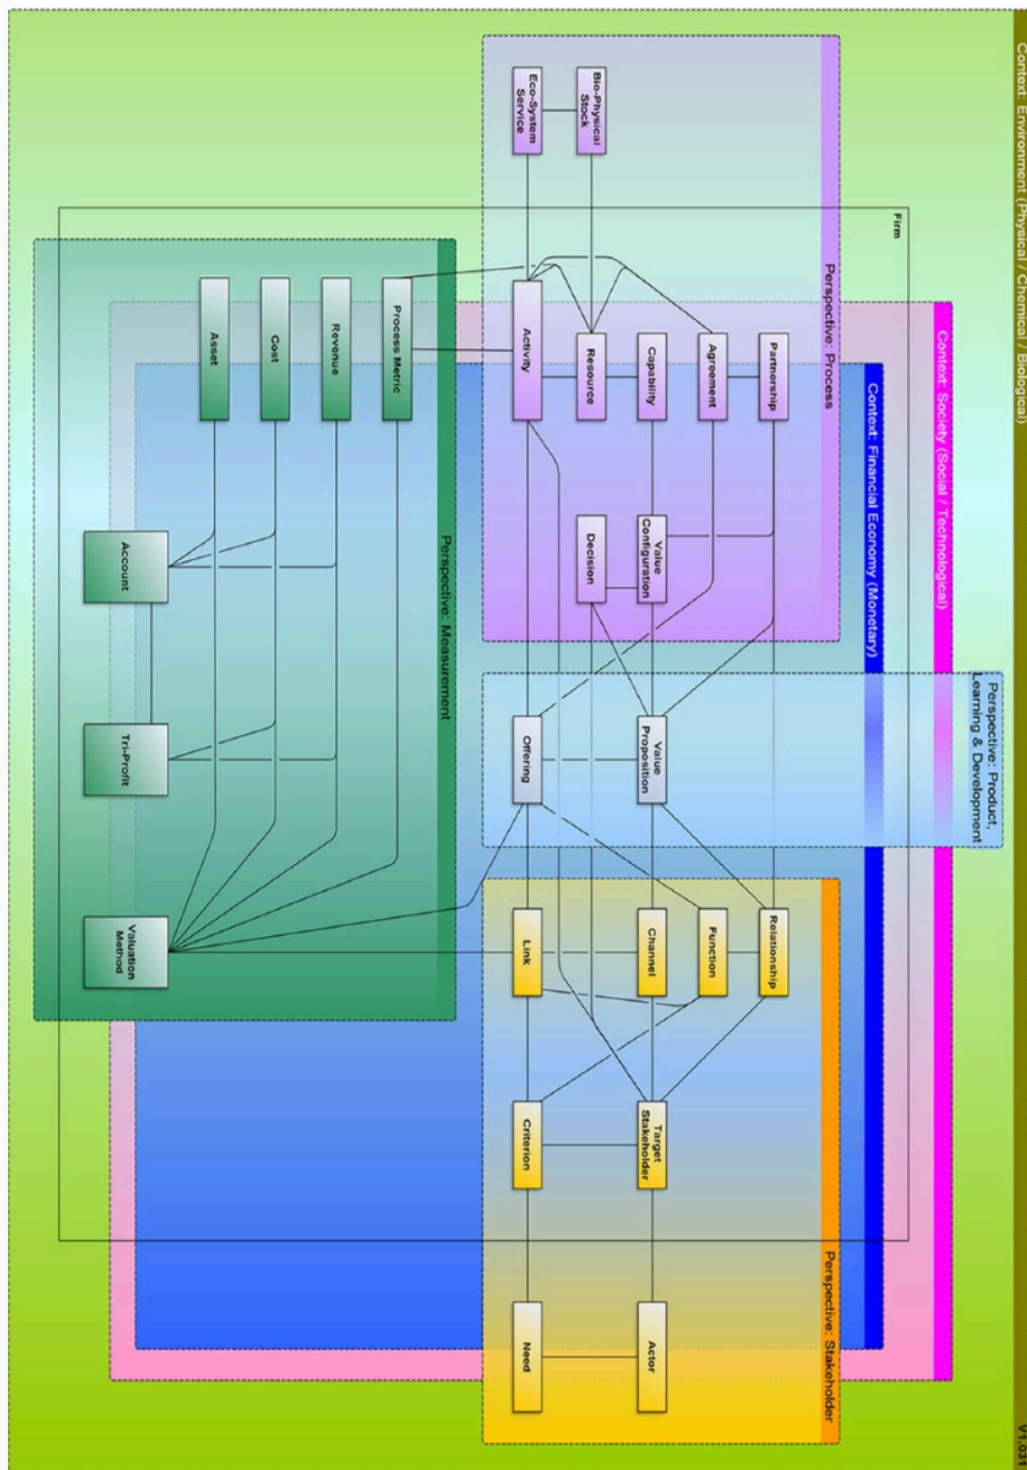 Context: Environment (Physical / Chemical / Biological)
V1.031
Perspective: Product,
Learning & Development
Context: Society (Social / Technological)
Firm
Context: Financial Economy (Monetary)
Perspective: Process
Perspective: Stakeholder
Partnership
Relationship
Agreement
Function
Capability
Value
Configuration
Value
Proposition
Channel
Target
Stakeholder
Actor
Bio-Physical
Stock
Resource
Decision
Eco-System
Service
Activity
Offering
Link
Criterion
Need
Perspective: Measurement
Process Metric
Revenue
Cost
Asset
Account
Tri-Profit
Valuation
Method